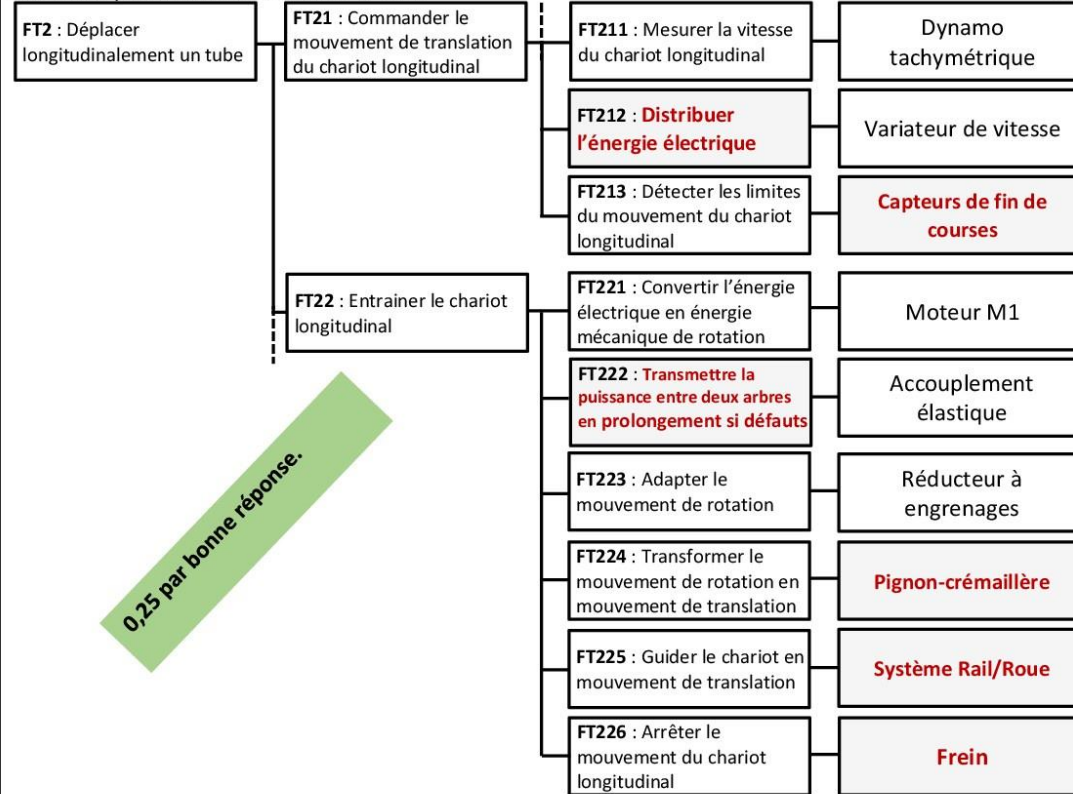 FT2 : Déplacer
longitudinalement un tube
FT21 : Commander le
mouvement de translation
du chariot longitudinal
FT211 : Mesurer la vitesse
du chariot longitudinal
Dynamo
tachymétrique
FT212 : Distribuer
l'énergie électrique
Variateur de vitesse
FT213 : Détecter les limites
du mouvement du chariot
longitudinal
Capteurs de fin de
courses
FT22 : Entrainer le chariot
longitudinal
FT221 : Convertir l'énergie
électrique en énergie
mécanique de rotation
Moteur M1
FT222 : Transmettre la
puissance entre deux arbres
en prolongement si défauts
Accouplement
élastique
FT223 : Adapter le
mouvement de rotation
Réducteur à
engrenages
FT224 : Transformer le
mouvement de rotation en
mouvement de translation
Pignon-crémaillère
FT225 : Guider le chariot en
mouvement de translation
Système Rail/Roue
FT226 : Arrêter le
mouvement du chariot
longitudinal
Frein
0,25 par bonne réponse.